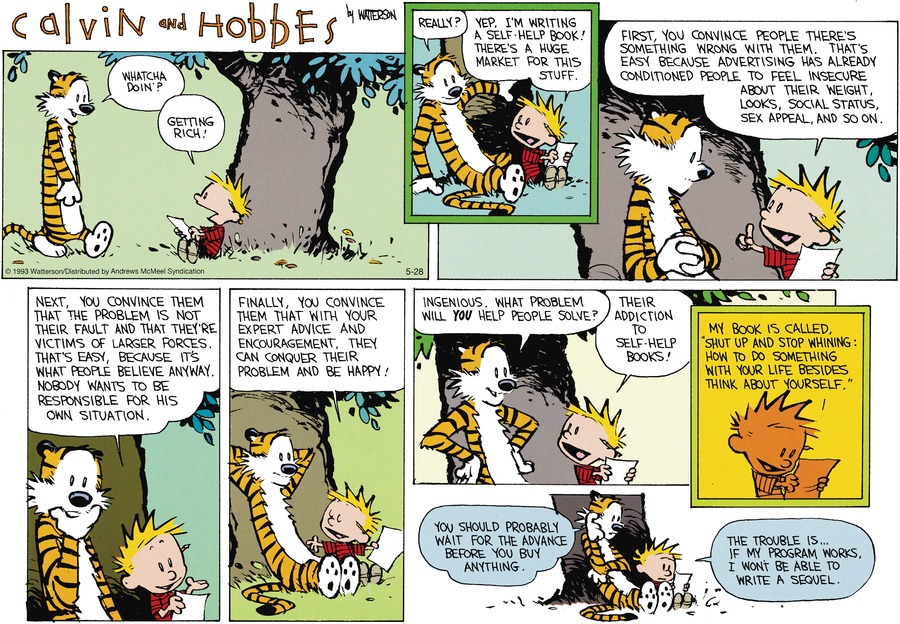 Calvin and Hobbes
by WATTERSON
WHATCHA
DOIN'?
GETTING
RICH!
© 1993 Watterson/Distributed by Andrews McMeel Syndication
5-28
REALLY?
YEP. I'M WRITING
A SELF-HELP BOOK!
THERE'S A HUGE
MARKET FOR THIS
STUFF.
FIRST, YOU CONVINCE PEOPLE THERE'S
SOMETHING WRONG WITH THEM. THAT'S
EASY BECAUSE ADVERTISING HAS ALREADY
CONDITIONED PEOPLE TO FEEL INSECURE
ABOUT THEIR WEIGHT,
LOOKS, SOCIAL STATUS,
SEX APPEAL, AND SO ON.
NEXT, YOU CONVINCE THEM
THAT THE PROBLEM IS NOT
THEIR FAULT AND THAT THEY'RE
VICTIMS OF LARGER FORCES.
THAT'S EASY, BECAUSE IT'S
WHAT PEOPLE BELIEVE ANYWAY.
NOBODY WANTS TO BE
RESPONSIBLE FOR HIS
OWN SITUATION.
FINALLY, YOU CONVINCE
THEM THAT WITH YOUR
EXPERT ADVICE AND
ENCOURAGEMENT, THEY
CAN CONQUER THEIR
PROBLEM AND BE HAPPY!
INGENIOUS. WHAT PROBLEM
WILL YOU HELP PEOPLE SOLVE?
THEIR
ADDICTION
TO
SELF-HELP
BOOKS!
MY BOOK IS CALLED,
"SHUT UP AND STOP WHINING:
HOW TO DO SOMETHING
WITH YOUR LIFE BESIDES
THINK ABOUT YOURSELF."
YOU SHOULD PROBABLY
WAIT FOR THE ADVANCE
BEFORE YOU BUY
ANYTHING.
THE TROUBLE IS...
IF MY PROGRAM WORKS,
I WON'T BE ABLE TO
WRITE A SEQUEL.